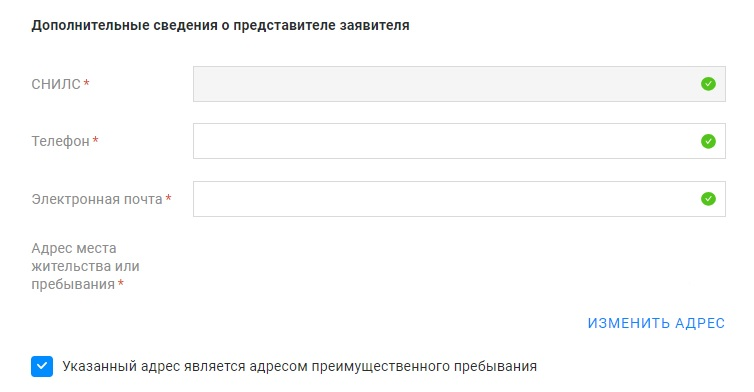 Дополнительные сведения о представителе заявителя
СНИЛС *
Телефон *
Электронная почта *
Адрес места
жительства или
пребывания *
ИЗМЕНИТЬ АДРЕС
Указанный адрес является адресом преимущественного пребывания